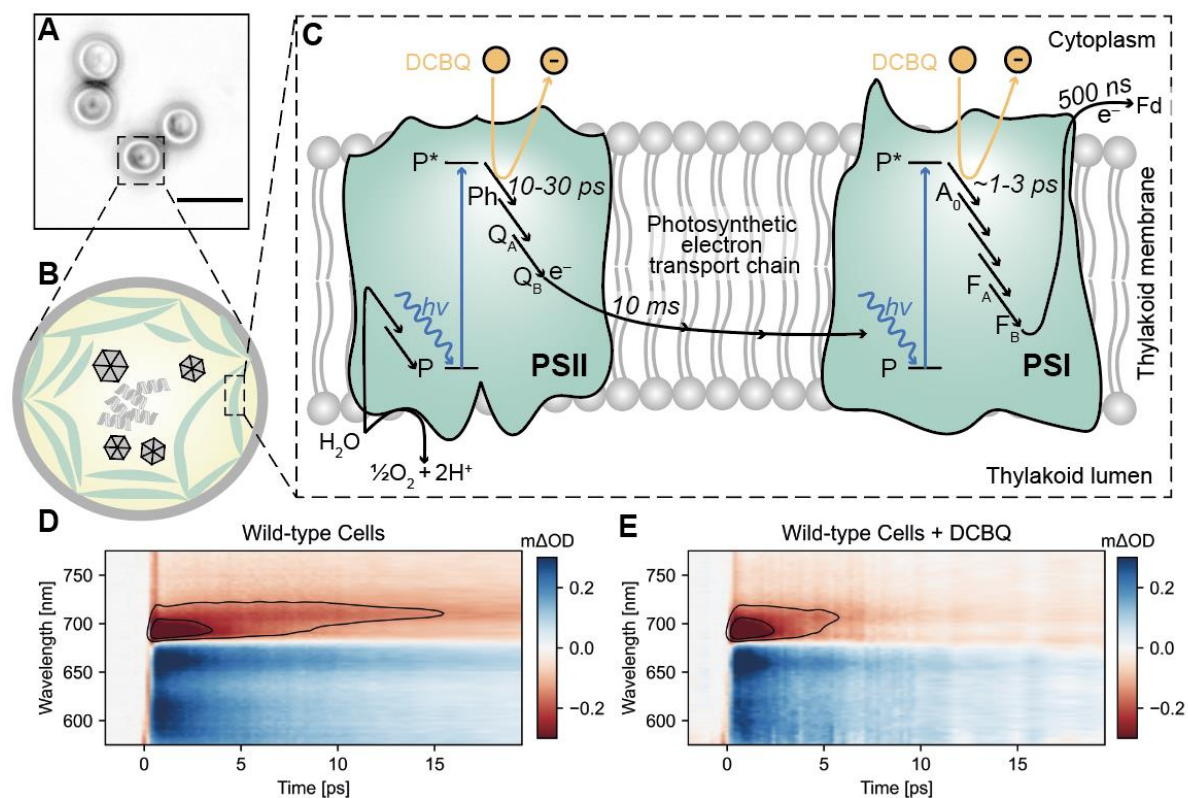 A
B
C
Cytoplasm
DCBQ
-
DCBQ
-
500 ns
e⁻
Fd
P*
10-30 ps
Ph
Q_A
Q_B e⁻
Photosynthetic
electron
transport chain
10 ms
P*
~1-3 ps
A₀
F_A
F_B
hν
P
PSII
hν
P
PSI
Thylakoid membrane
H₂O
½O₂ + 2H⁺
Thylakoid lumen
D
Wild-type Cells
mΔOD
Wavelength [nm]
750
700
650
600
0.2
0.0
−0.2
0 5 10 15
Time [ps]
E
Wild-type Cells + DCBQ
mΔOD
Wavelength [nm]
750
700
650
600
0.2
0.0
−0.2
0 5 10 15
Time [ps]